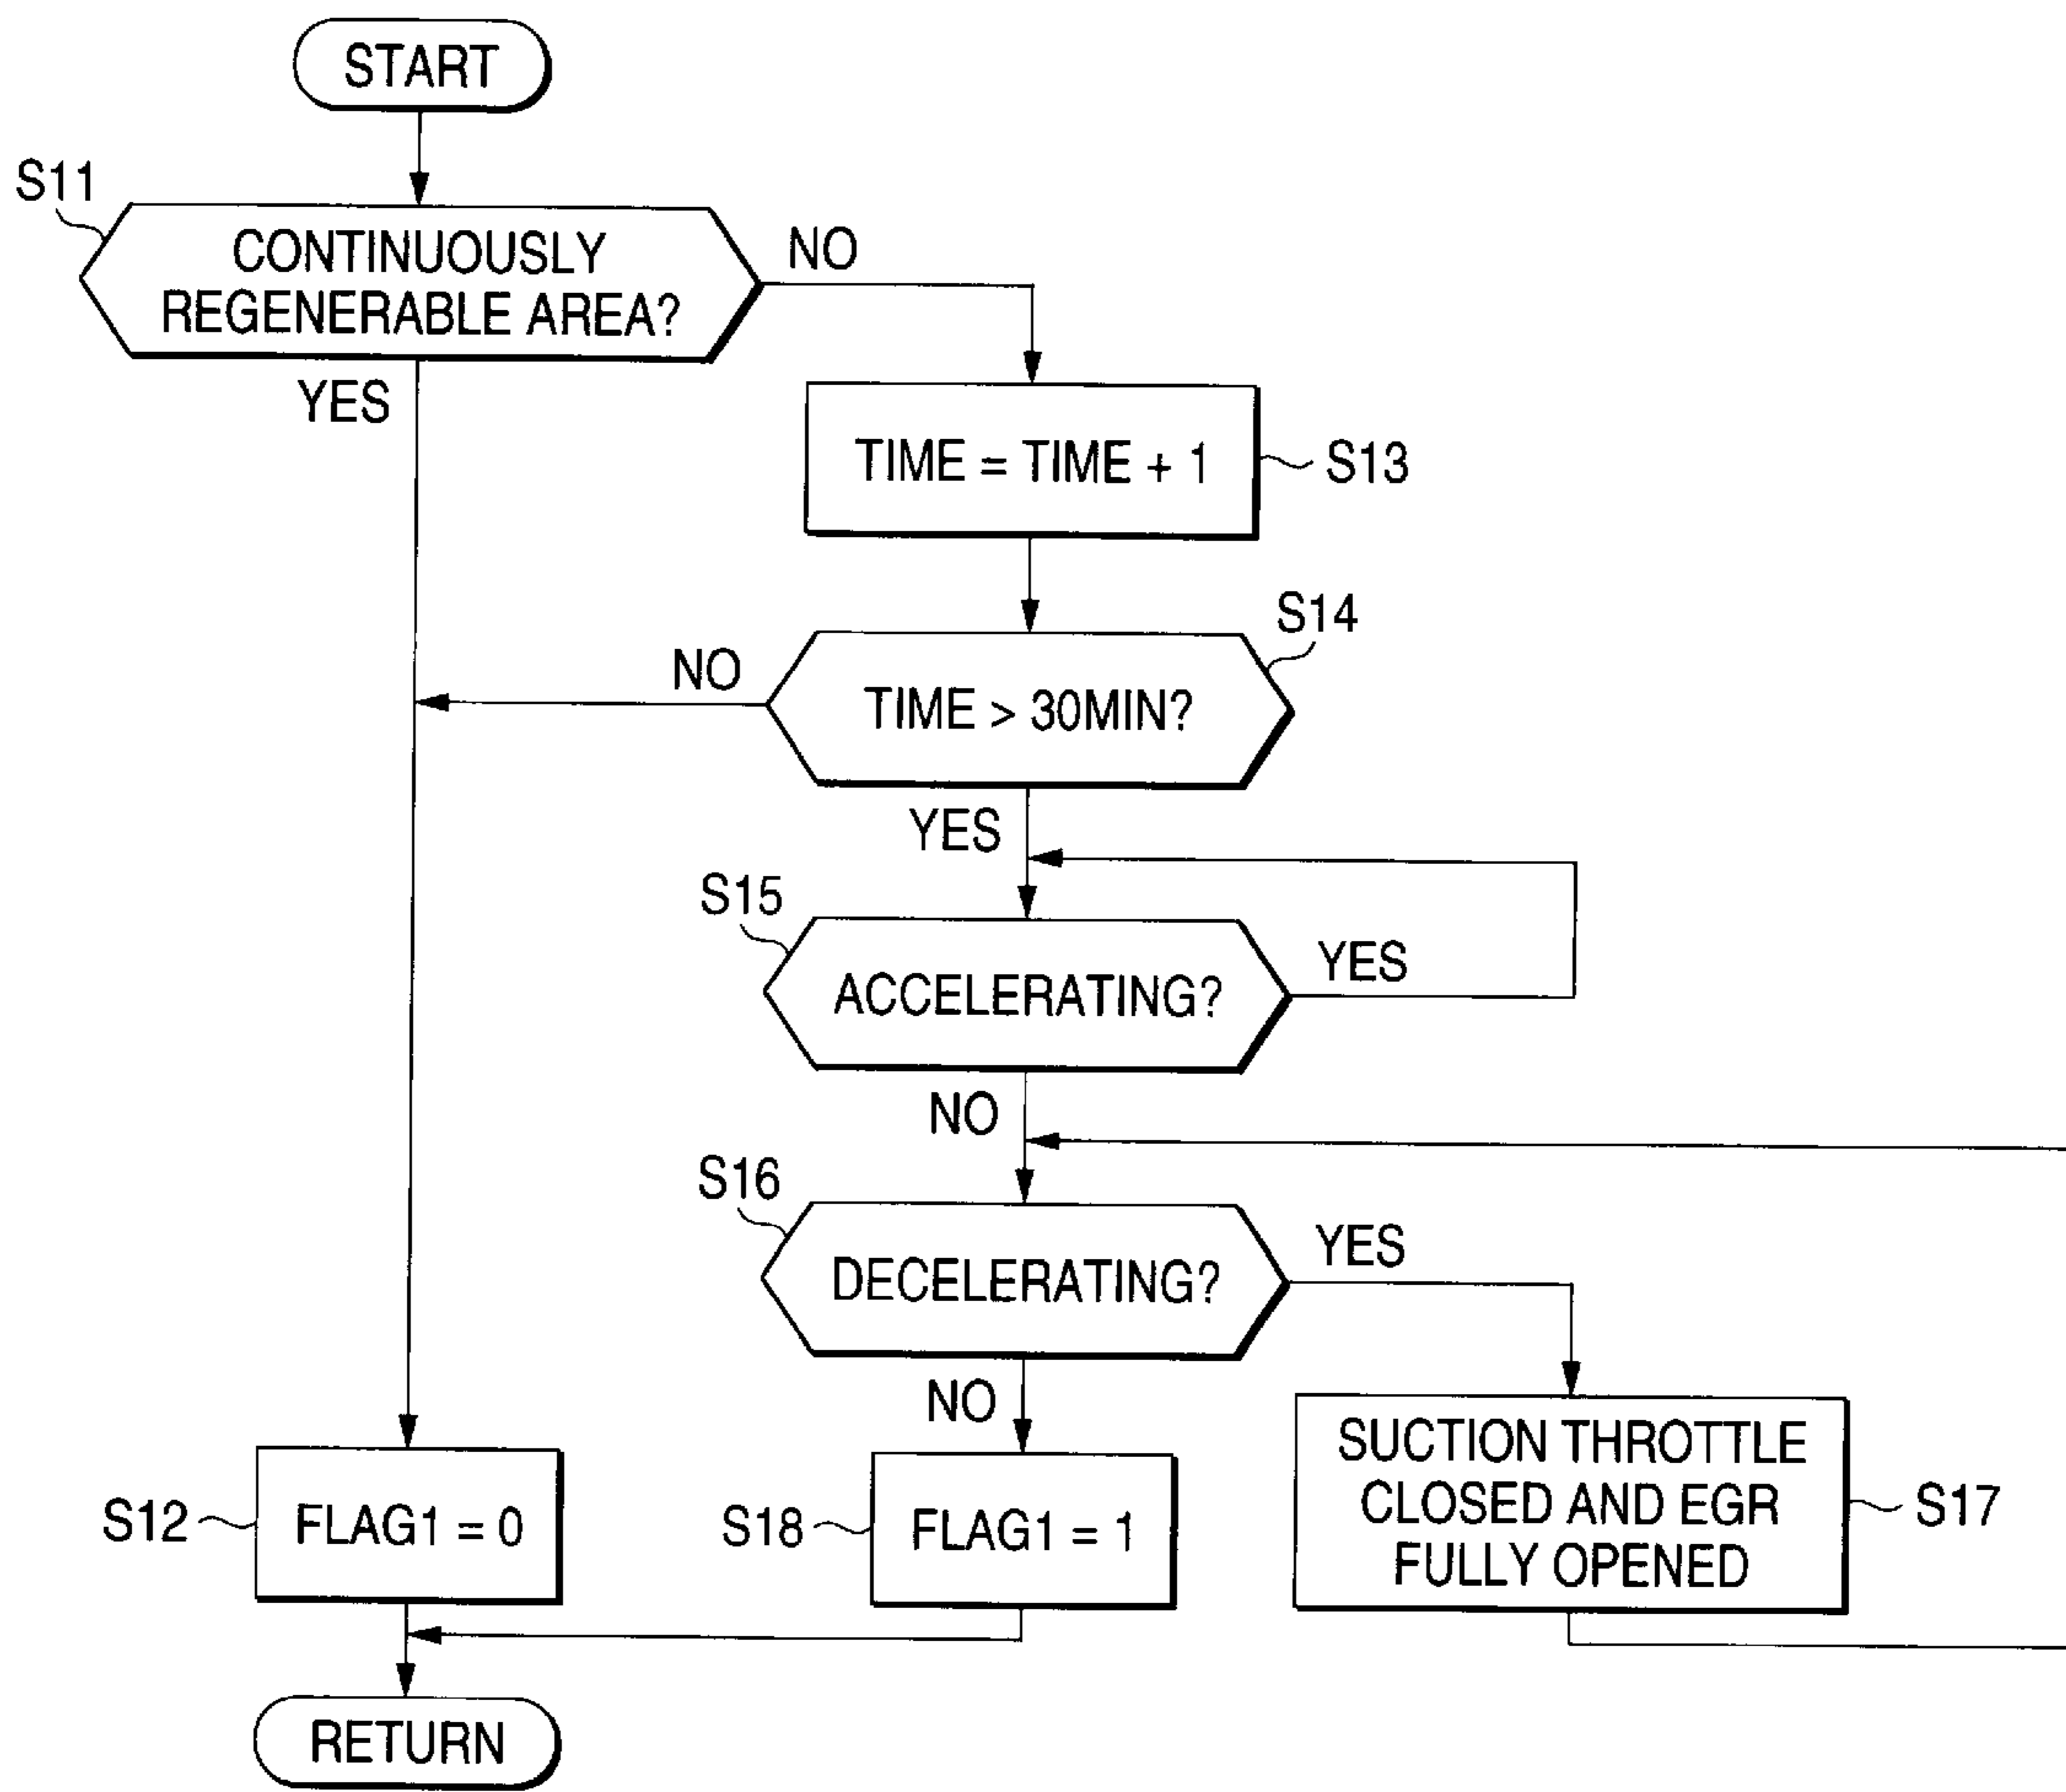 START
S11
CONTINUOUSLY
REGENERABLE AREA?
NO
YES
TIME = TIME + 1
S13
S14
NO
TIME > 30MIN?
YES
S15
ACCELERATING?
YES
NO
S16
DECELERATING?
YES
NO
S12
FLAG1 = 0
S18
FLAG1 = 1
SUCTION THROTTLE
CLOSED AND EGR
FULLY OPENED
S17
RETURN